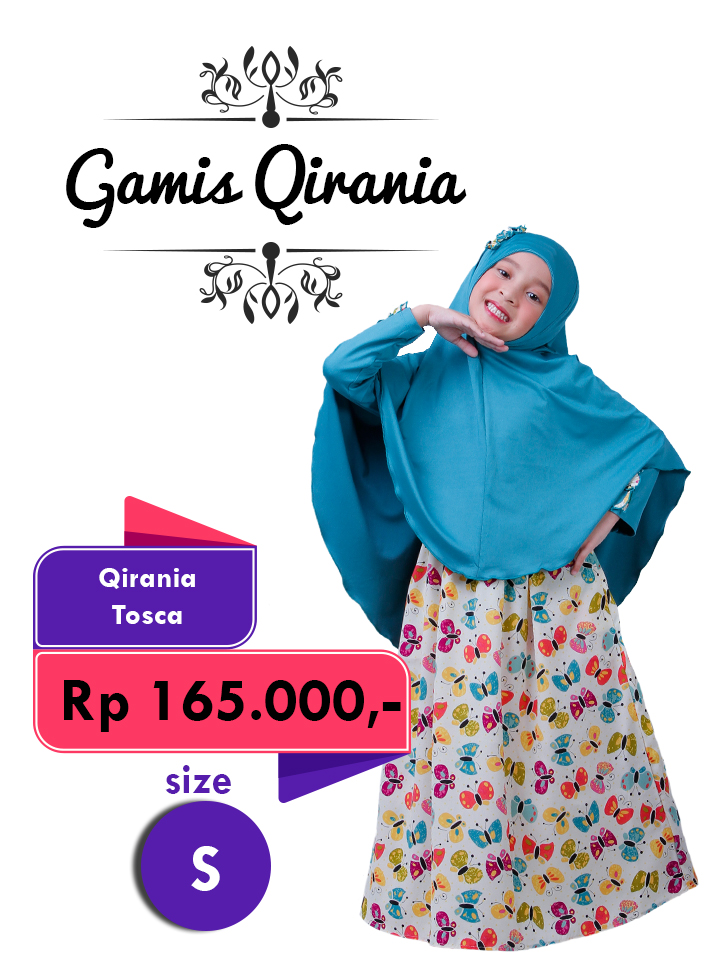 Gamis Qirania
Qirania
Tosca
Rp 165.000,-
size
S